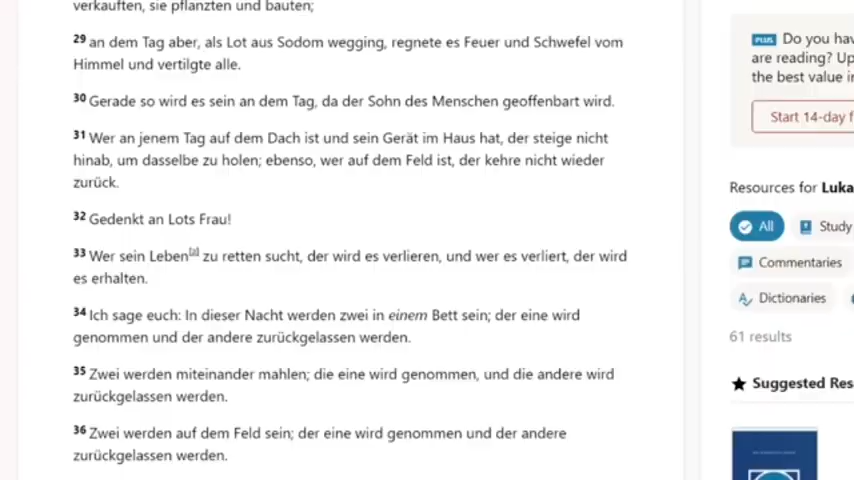 verkauften, sie pflanzten und bauten;
29 an dem Tag aber, als Lot aus Sodom wegging, regnete es Feuer und Schwefel vom
Himmel und vertilgte alle.
30 Gerade so wird es sein an dem Tag, da der Sohn des Menschen geoffenbart wird.
31 Wer an jenem Tag auf dem Dach ist und sein Gerät im Haus hat, der steige nicht
hinab, um dasselbe zu holen; ebenso, wer auf dem Feld ist, der kehre nicht wieder
zurück.
32 Gedenkt an Lots Frau!
33 Wer sein Leben[a] zu retten sucht, der wird es verlieren, und wer es verliert, der wird
es erhalten.
34 Ich sage euch: In dieser Nacht werden zwei in einem Bett sein; der eine wird
genommen und der andere zurückgelassen werden.
35 Zwei werden miteinander mahlen; die eine wird genommen, und die andere wird
zurückgelassen werden.
36 Zwei werden auf dem Feld sein; der eine wird genommen und der andere
zurückgelassen werden.
PLUS Do you hav
are reading? Up
the best value i
Start 14-day f
Resources for Luka
All
Study
Commentaries
Dictionaries
61 results
Suggested Res